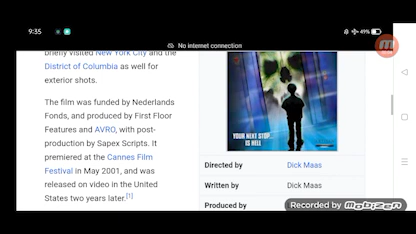 9:35
49%
No internet connection
briefly visited New York City and the
District of Columbia as well for
exterior shots.
The film was funded by Nederlands
Fonds, and produced by First Floor
Features and AVRO, with post-
production by Sapex Scripts. It
premiered at the Cannes Film
Festival in May 2001, and was
released on video in the United
States two years later.[1]
YOUR NEXT STOP...
IS HELL
Directed by Dick Maas
Written by Dick Maas
Produced by
Recorded by MOBIZEN